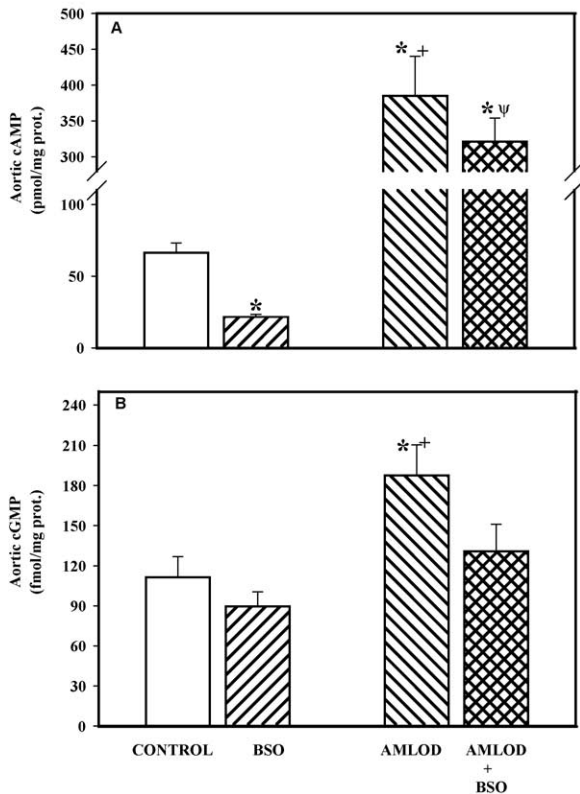 A
500
450
400
350
300
100
50
0
Aortic cAMP
(pmol/mg prot.)
*
*+
*ψ
B
240
210
180
150
120
90
60
30
0
Aortic cGMP
(fmol/mg prot.)
*+
CONTROL BSO AMLOD AMLOD
+
BSO